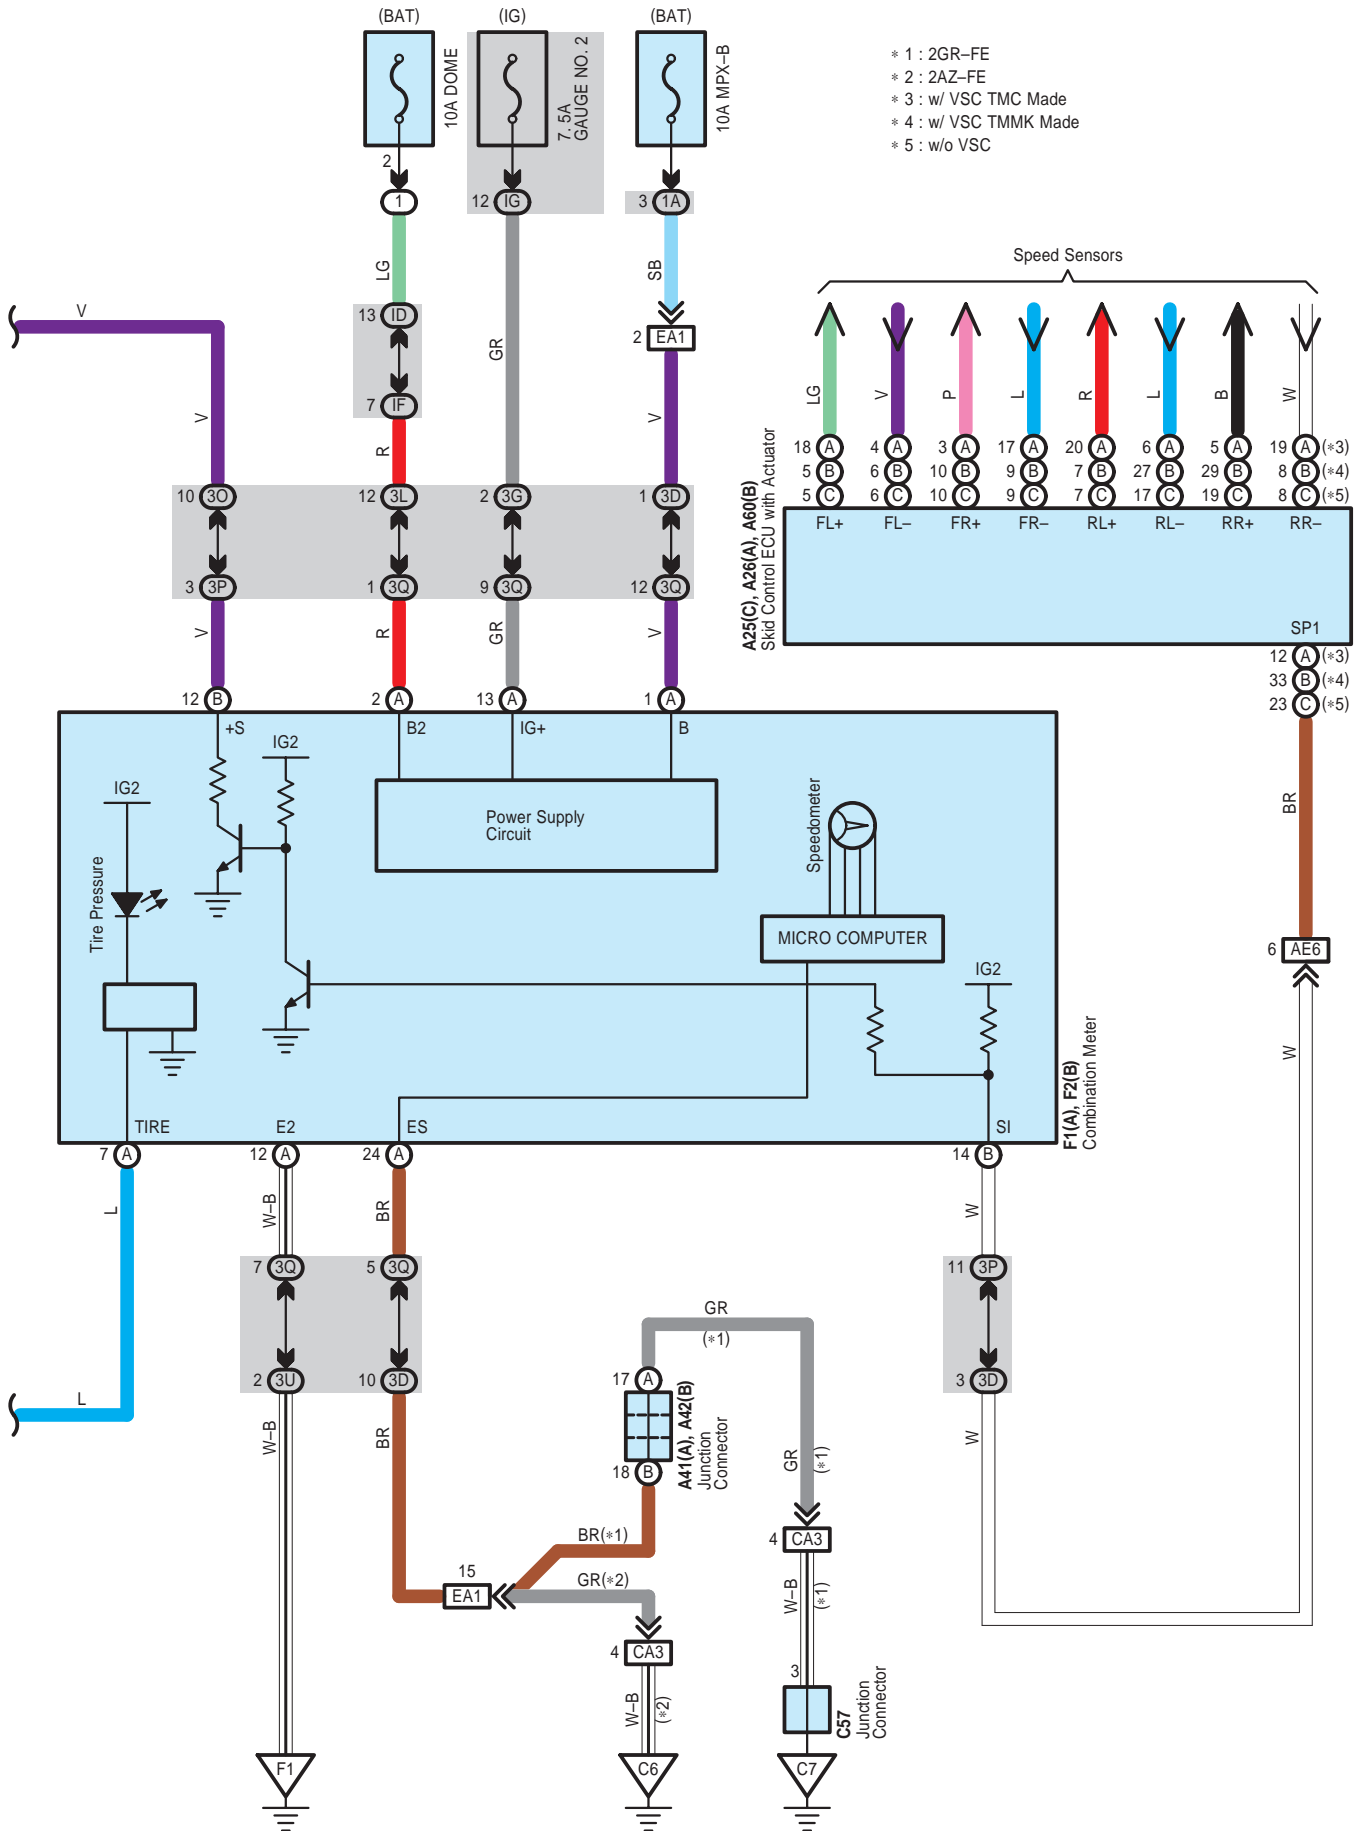 (BAT)
(IG)
(BAT)
10A DOME
7. 5A
GAUGE NO. 2
10A MPX–B
∗ 1 : 2GR–FE
∗ 2 : 2AZ–FE
∗ 3 : w/ VSC TMC Made
∗ 4 : w/ VSC TMMK Made
∗ 5 : w/o VSC
2
1
12 IG
3 1A
LG
SB
Speed Sensors
V
13 ID
2 EA1
GR
7 IF
V
R
V
LG
V
P
L
R
L
B
W
18 A
4 A
3 A
17 A
20 A
6 A
5 A
19 A (∗3)
5 B
6 B
10 B
9 B
7 B
27 B
29 B
8 B (∗4)
5 C
6 C
10 C
9 C
7 C
17 C
19 C
8 C (∗5)
FL+
FL–
FR+
FR–
RL+
RL–
RR+
RR–
10 3O
12 3L
2 3G
1 3D
3 3P
1 3Q
9 3Q
12 3Q
A25(C), A26(A), A60(B)
Skid Control ECU with Actuator
SP1
V
R
GR
V
12 A (∗3)
33 B (∗4)
23 C (∗5)
12 B
2 A
13 A
1 A
+S
B2
IG+
B
IG2
IG2
Power Supply
Circuit
Speedometer
BR
Tire Pressure
MICRO COMPUTER
6 AE6
IG2
W
F1(A), F2(B)
Combination Meter
TIRE
E2
ES
SI
7 A
12 A
24 A
14 B
L
W–B
BR
W
7 3Q
5 3Q
11 3P
GR
(∗1)
2 3U
10 3D
17 A
3 3D
L
W–B
BR
A41(A), A42(B)
Junction
Connector
18 B
GR
(∗1)
W
BR(∗1)
4 CA3
15
EA1
GR(∗2)
W–B
(∗1)
4 CA3
3
W–B
(∗2)
C57
Junction
Connector
F1
C6
C7